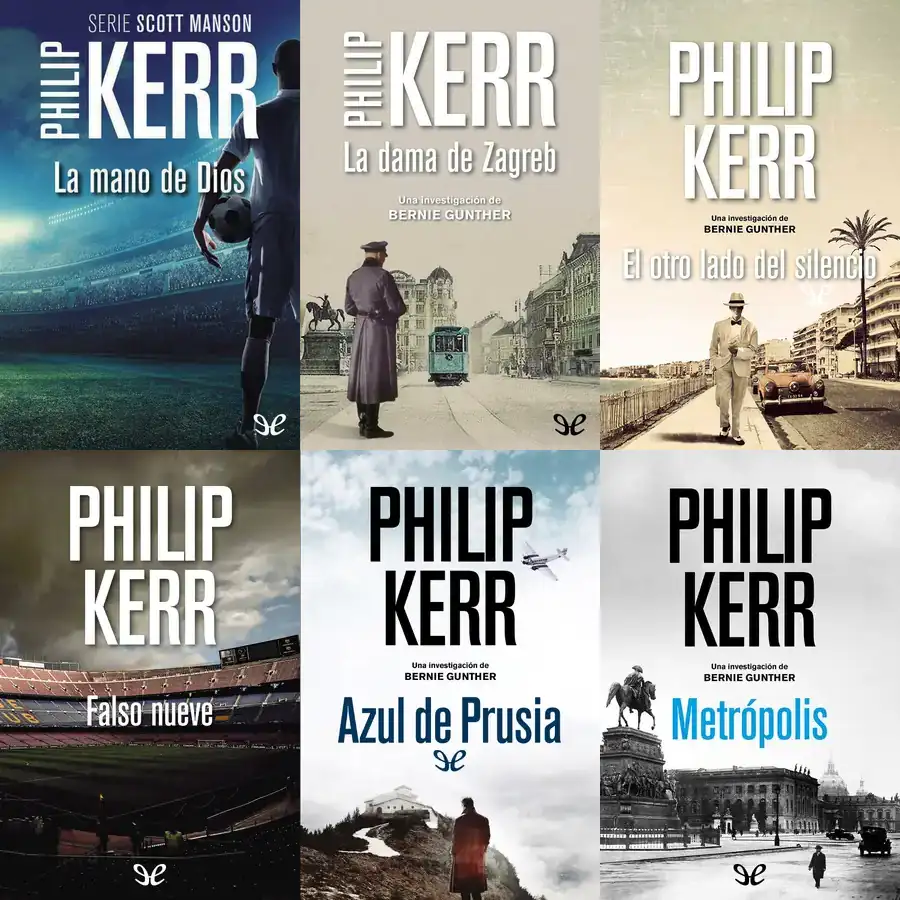 SERIE SCOTT MANSON
PHILIP
KERR
La mano de Dios
PHILIP
KERR
La dama de Zagreb
Una investigación de
BERNIE GUNTHER
PHILIP
KERR
Una investigación de
BERNIE GUNTHER
El otro lado del silencio
PHILIP
KERR
Falso nueve
PHILIP
KERR
Una investigación de
BERNIE GUNTHER
Azul de Prusia
PHILIP
KERR
Una investigación de
BERNIE GUNTHER
Metrópolis